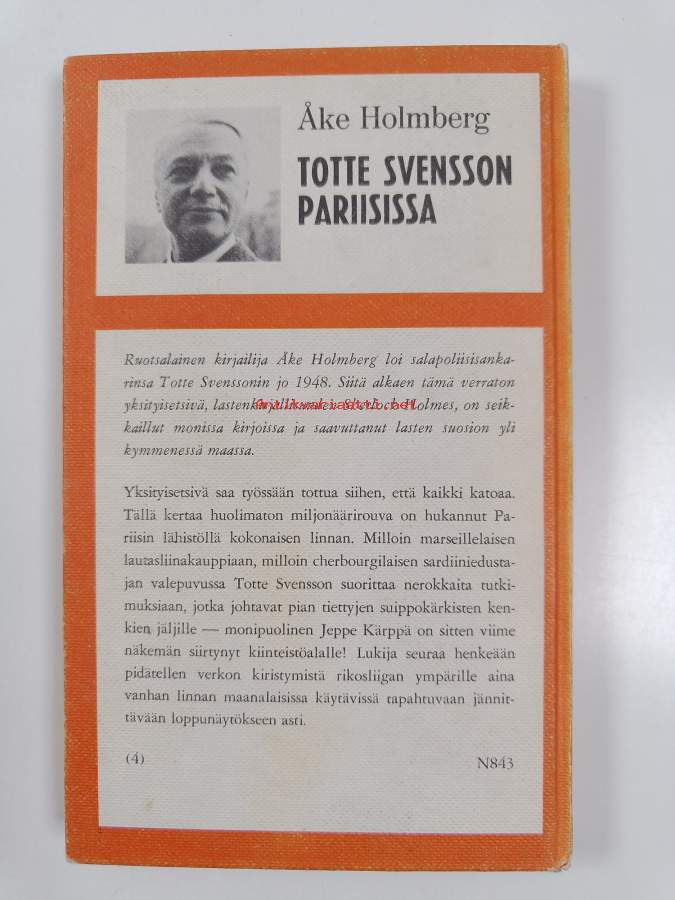 Åke Holmberg
TOTTE SVENSSON
PARIISISSA
Ruotsalainen kirjailija Åke Holmberg loi salapoliisisanka-
rinsa Totte Svenssonin jo 1948. Siitä alkaen tämä verraton
yksityisetsivä, lastenkirjallisuuden Sherlock Holmes, on seik-
kaillut monissa kirjoissa ja saavuttanut lasten suosion yli
kymmenessä maassa.
Yksityisetsivä saa työssään tottua siihen, että kaikki katoaa.
Tällä kertaa huolimaton miljonäärirouva on hukannut Pa-
riisin lähistöllä kokonaisen linnan. Milloin marseillelaisen
lautasliinakauppiaan, milloin cherbourgilaisen sardiiniedusta-
jan valepuvussa Totte Svensson suorittaa nerokkaita tutki-
muksiaan, jotka johtavat pian tiettyjen suippokärkisten ken-
kien jäljille — monipuolinen Jeppe Kärppä on sitten viime
näkemän siirtynyt kiinteistöalalle! Lukija seuraa henkeään
pidätellen verkon kiristymistä rikosliigan ympärille aina
vanhan linnan maanalaisissa käytävissä tapahtuvaan jännit-
tävään loppunäytökseen asti.
(4) N843